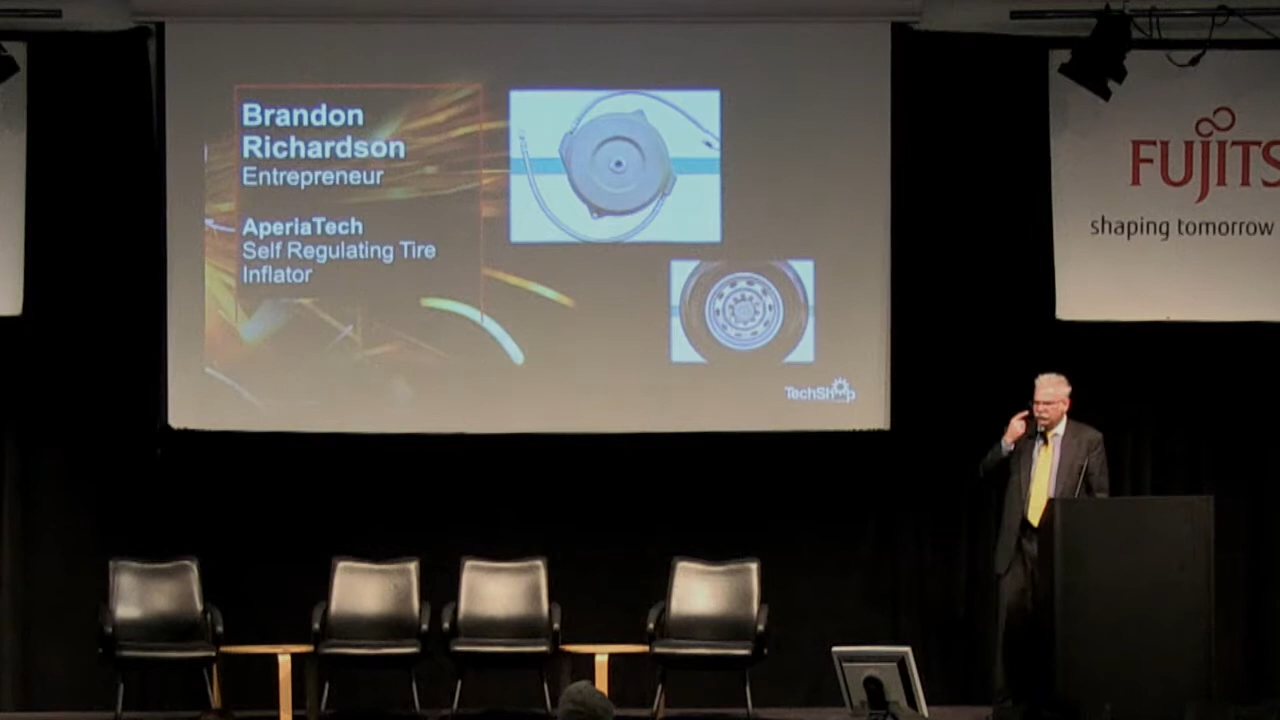 Brandon
Richardson
Entrepreneur
AperiaTech
Self Regulating Tire
Inflator
TechShop
FUJITS
shaping tomorrow